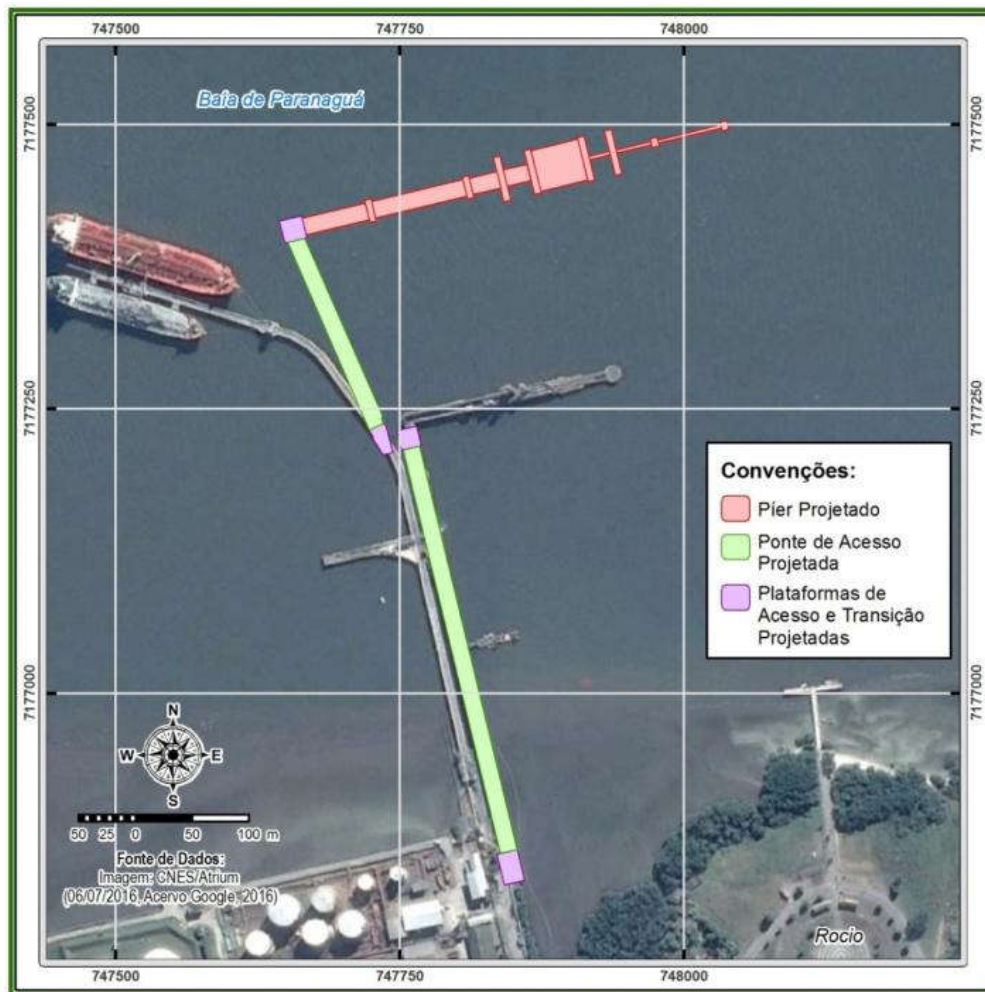 747500
747750
748000
Baia de Paranaguá
7177500
7177500
7177250
7177250
Convenções:
Píer Projetado
Ponte de Acesso
Projetada
Plataformas de
Acesso e Transição
Projetadas
7177000
7177000
N
W
E
S
50 25 0 50 100 m
Fonte de Dados:
Imagem: CNES/Atrium
(06/07/2016, Acervo Google, 2016)
Rocio
747500
747750
748000